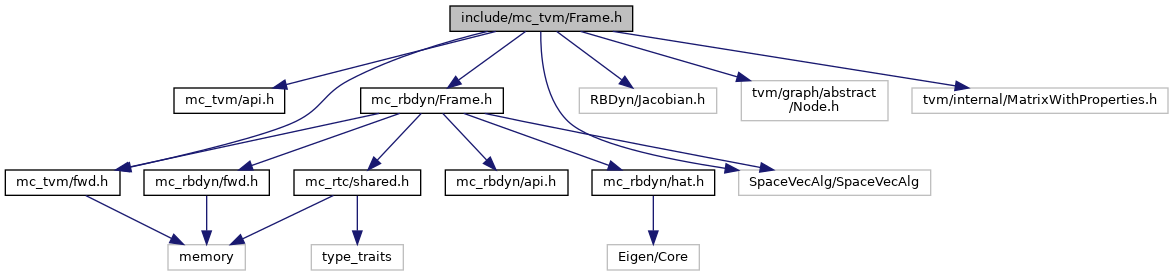 include/mc_tvm/Frame.h
mc_tvm/api.h
mc_rbdyn/Frame.h
RBDyn/Jacobian.h
tvm/graph/abstract
/Node.h
tvm/internal/MatrixWithProperties.h
mc_tvm/fwd.h
mc_rbdyn/fwd.h
mc_rtc/shared.h
mc_rbdyn/api.h
mc_rbdyn/hat.h
SpaceVecAlg/SpaceVecAlg
memory
type_traits
Eigen/Core